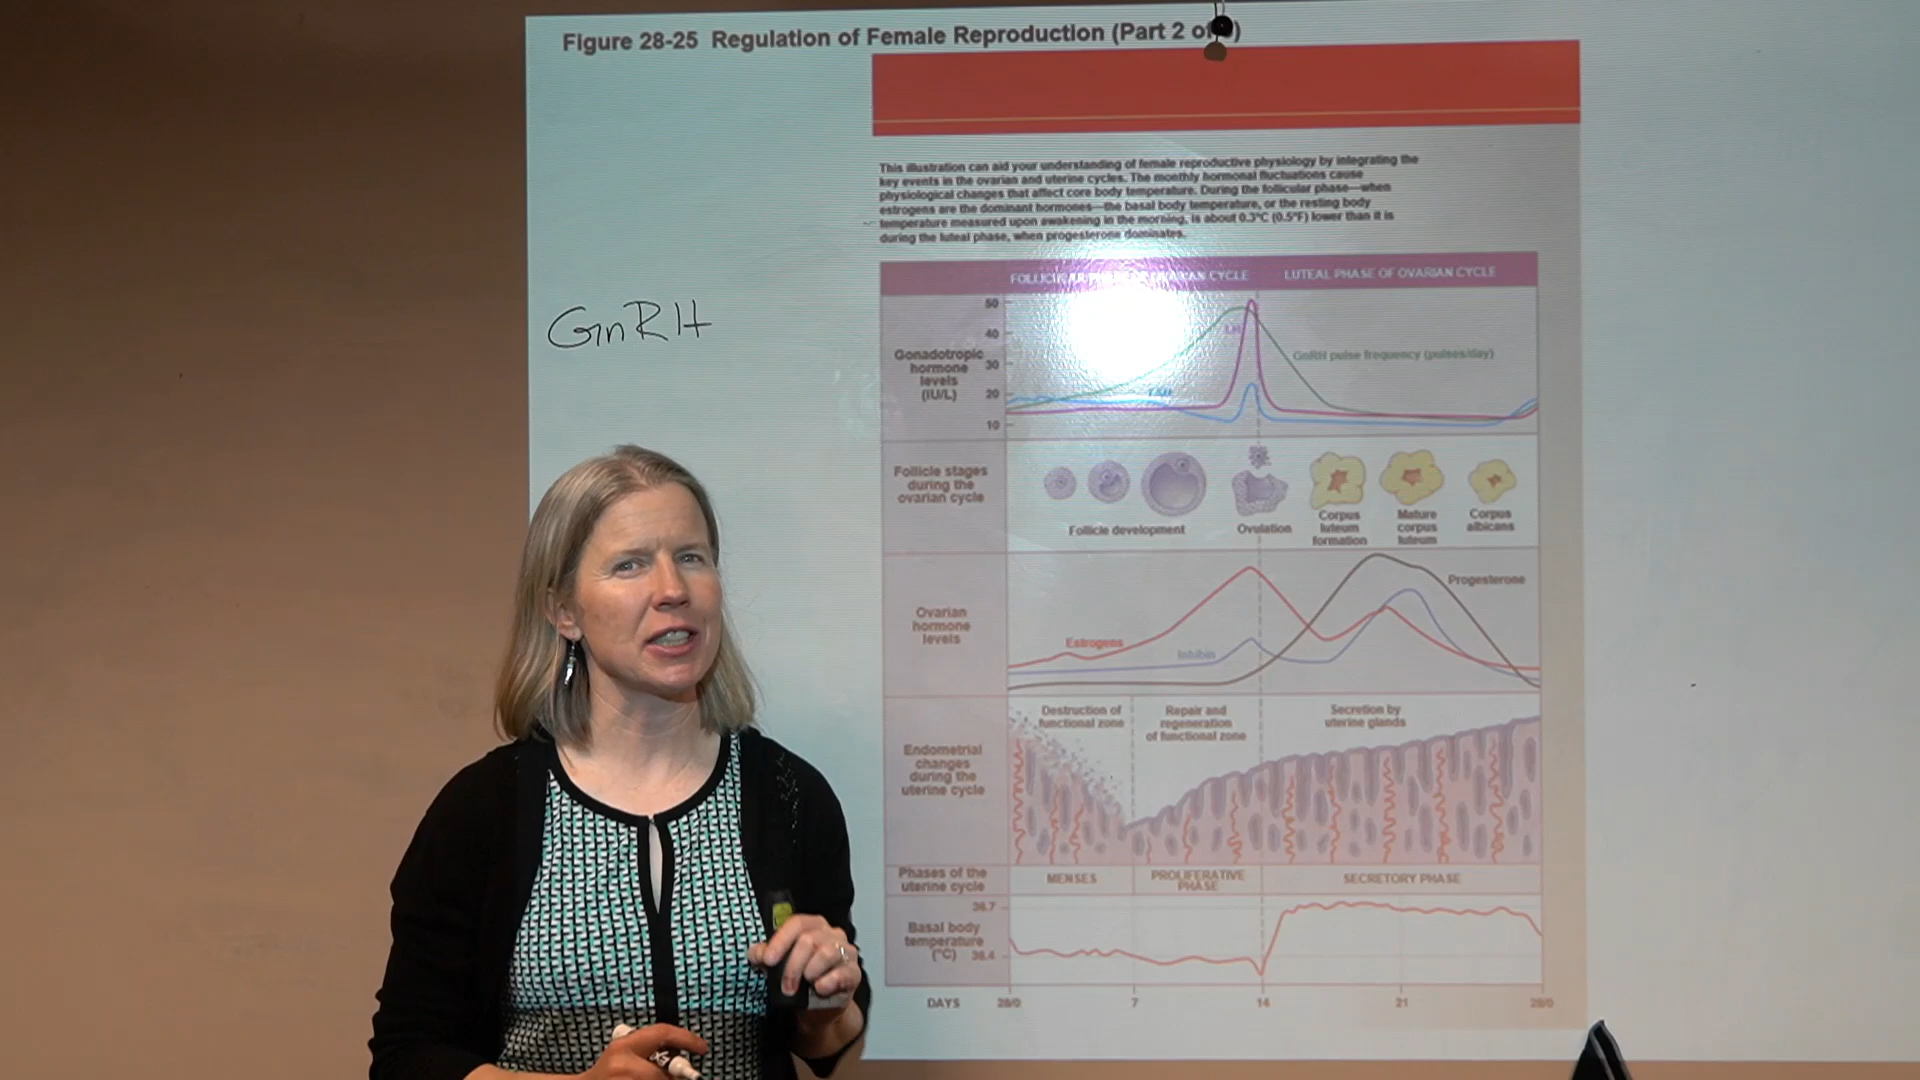 Figure 28-25 Regulation of Female Reproduction (Part 2 of
This illustration can aid your understanding of female reproductive physiology by integrating the
key events in the ovarian and uterine cycles. The monthly hormonal fluctuations cause
physiological changes that affect core body temperature. During the follicular phase—when
estrogens are the dominant hormones—the basal body temperature, or the resting body
temperature measured upon awakening in the morning, is about 0.3°C (0.5°F) lower than it is
during the luteal phase, when progesterone dominates.
CYCLE
LUTEAL PHASE OF OVARIAN CYCLE
GnRH
Gonadotropic
hormone
levels
(IU/L)
50
40
30
20
10
LH
FSH
GnRH pulse frequency (pulses/day)
Follicle stages
during the
ovarian cycle
Follicle development
Ovulation
Corpus
luteum
formation
Mature
corpus
luteum
Corpus
albicans
Ovarian
hormone
levels
Estrogens
Inhibin
Progesterone
Endometrial
changes
during the
uterine cycle
Destruction of
functional zone
Repair and
regeneration
of functional zone
Secretion by
uterine glands
Phases of the
uterine cycle
MENSES
PROLIFERATIVE
PHASE
SECRETORY PHASE
Basal body
temperature
(°C)
36.7
36.4
DAYS
28/0
7
14
21
28/0